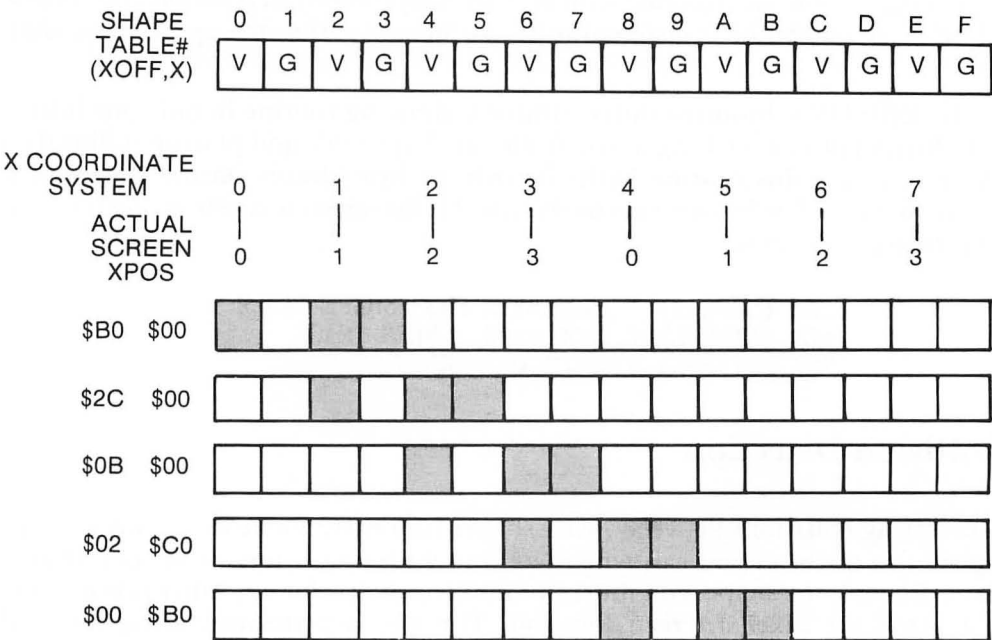 SHAPE TABLE# (XOFF,X)
0 1 2 3 4 5 6 7 8 9 A B C D E F
V G V G V G V G V G V G V G V G
X COORDINATE SYSTEM
0 1 2 3 4 5 6 7
ACTUAL SCREEN XPOS
0 1 2 3 0 1 2 3
$B0 $00
$2C $00
$0B $00
$02 $C0
$00 $B0